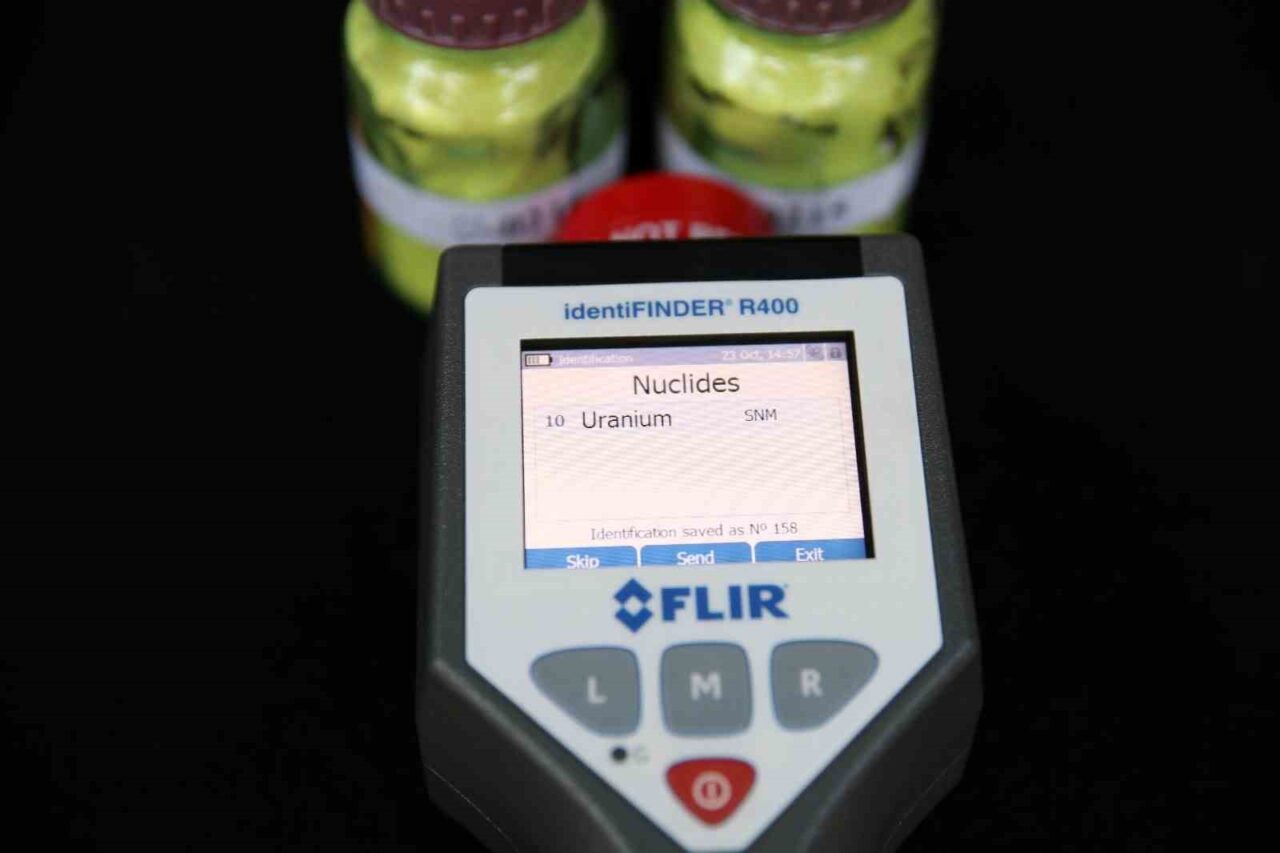 identiFINDER® R400
Identification 23 Oct, 14:57
Nuclides
10 Uranium SNM
Identification saved as Nº 158
Skip Send Exit
FLIR
L M R